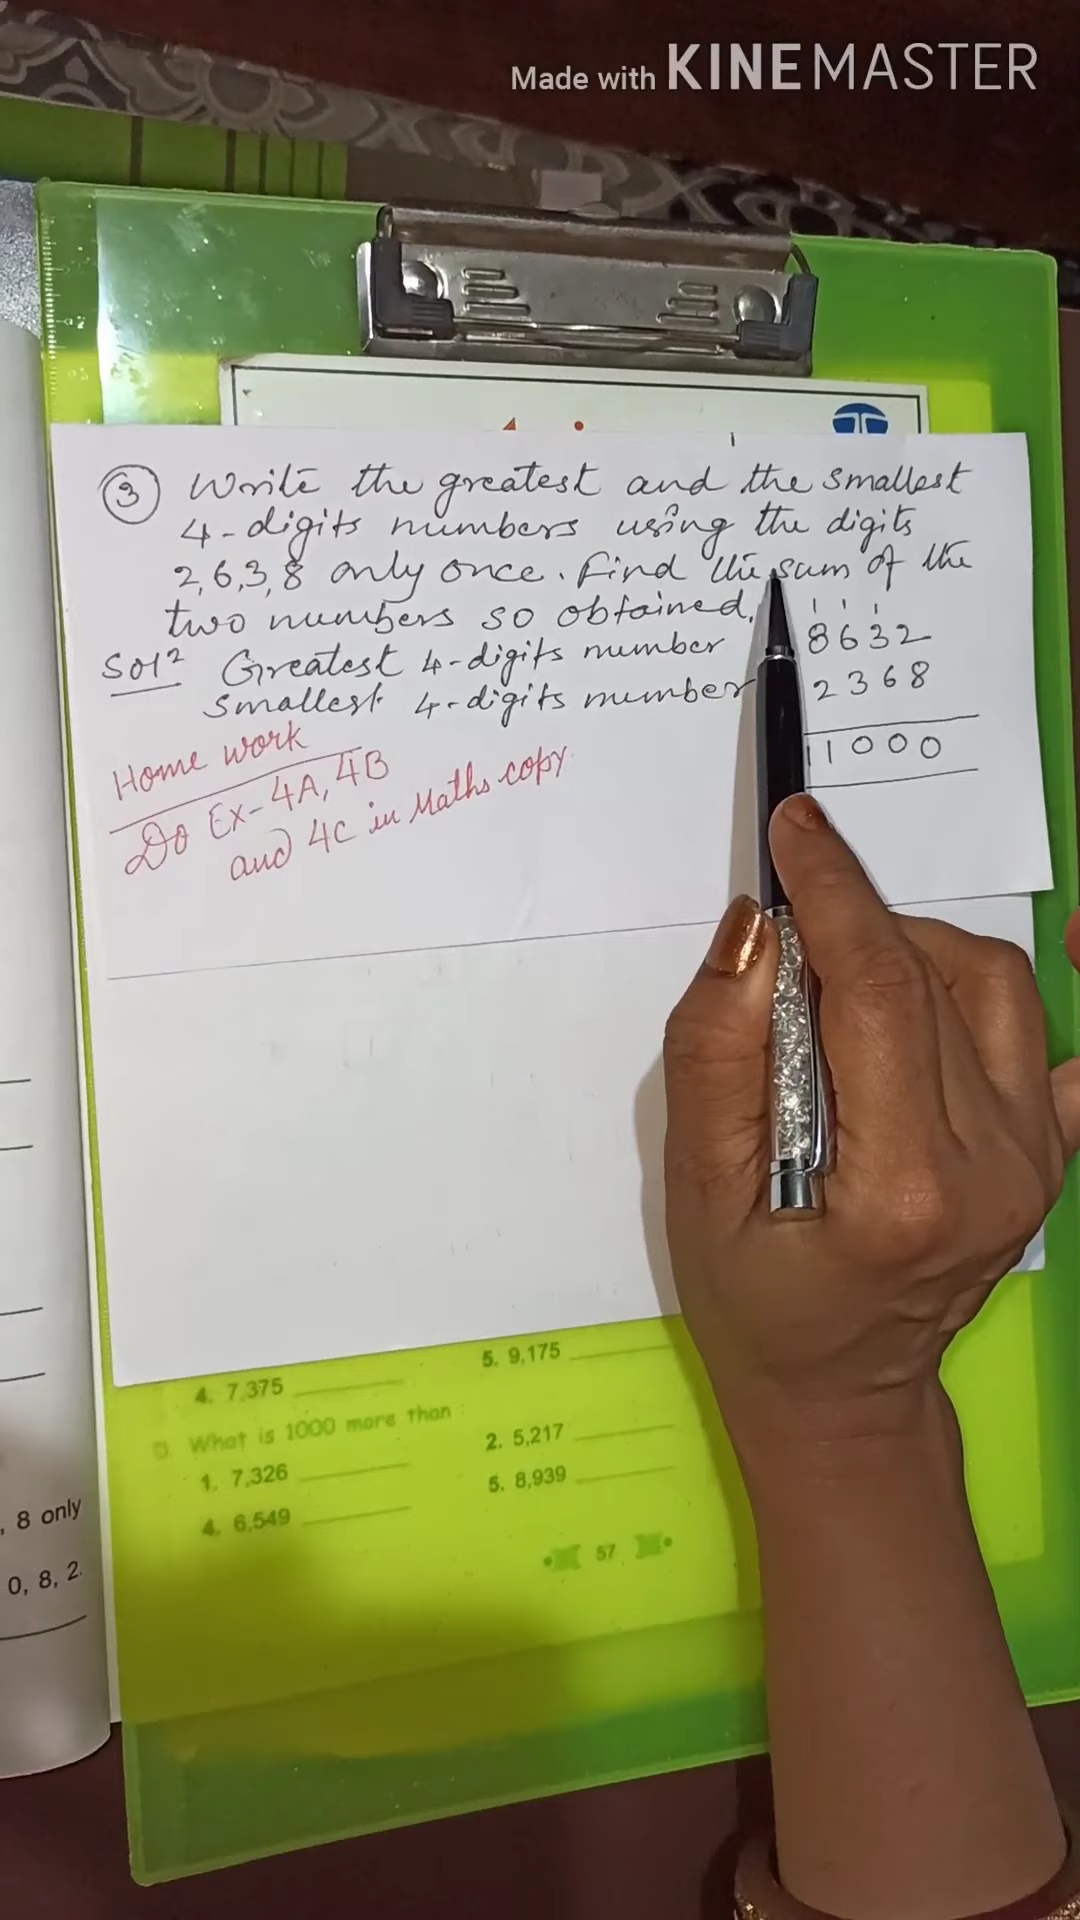 Made with KINEMASTER
③ Write the greatest and the smallest
4-digits numbers using the digits
2,6,3,8 only once. Find the sum of the
two numbers so obtained.
1 1 1
Sol² Greatest 4-digits number 8632
Smallest 4-digits number 2368
11000
Home work
Do Ex-4A, 4B
and 4C in Maths copy
4. 7,375
5. 9,175
What is 1000 more than :
1. 7,326
2. 5,217
4. 6,549
5. 8,939
57
, 8 only
0, 8, 2.